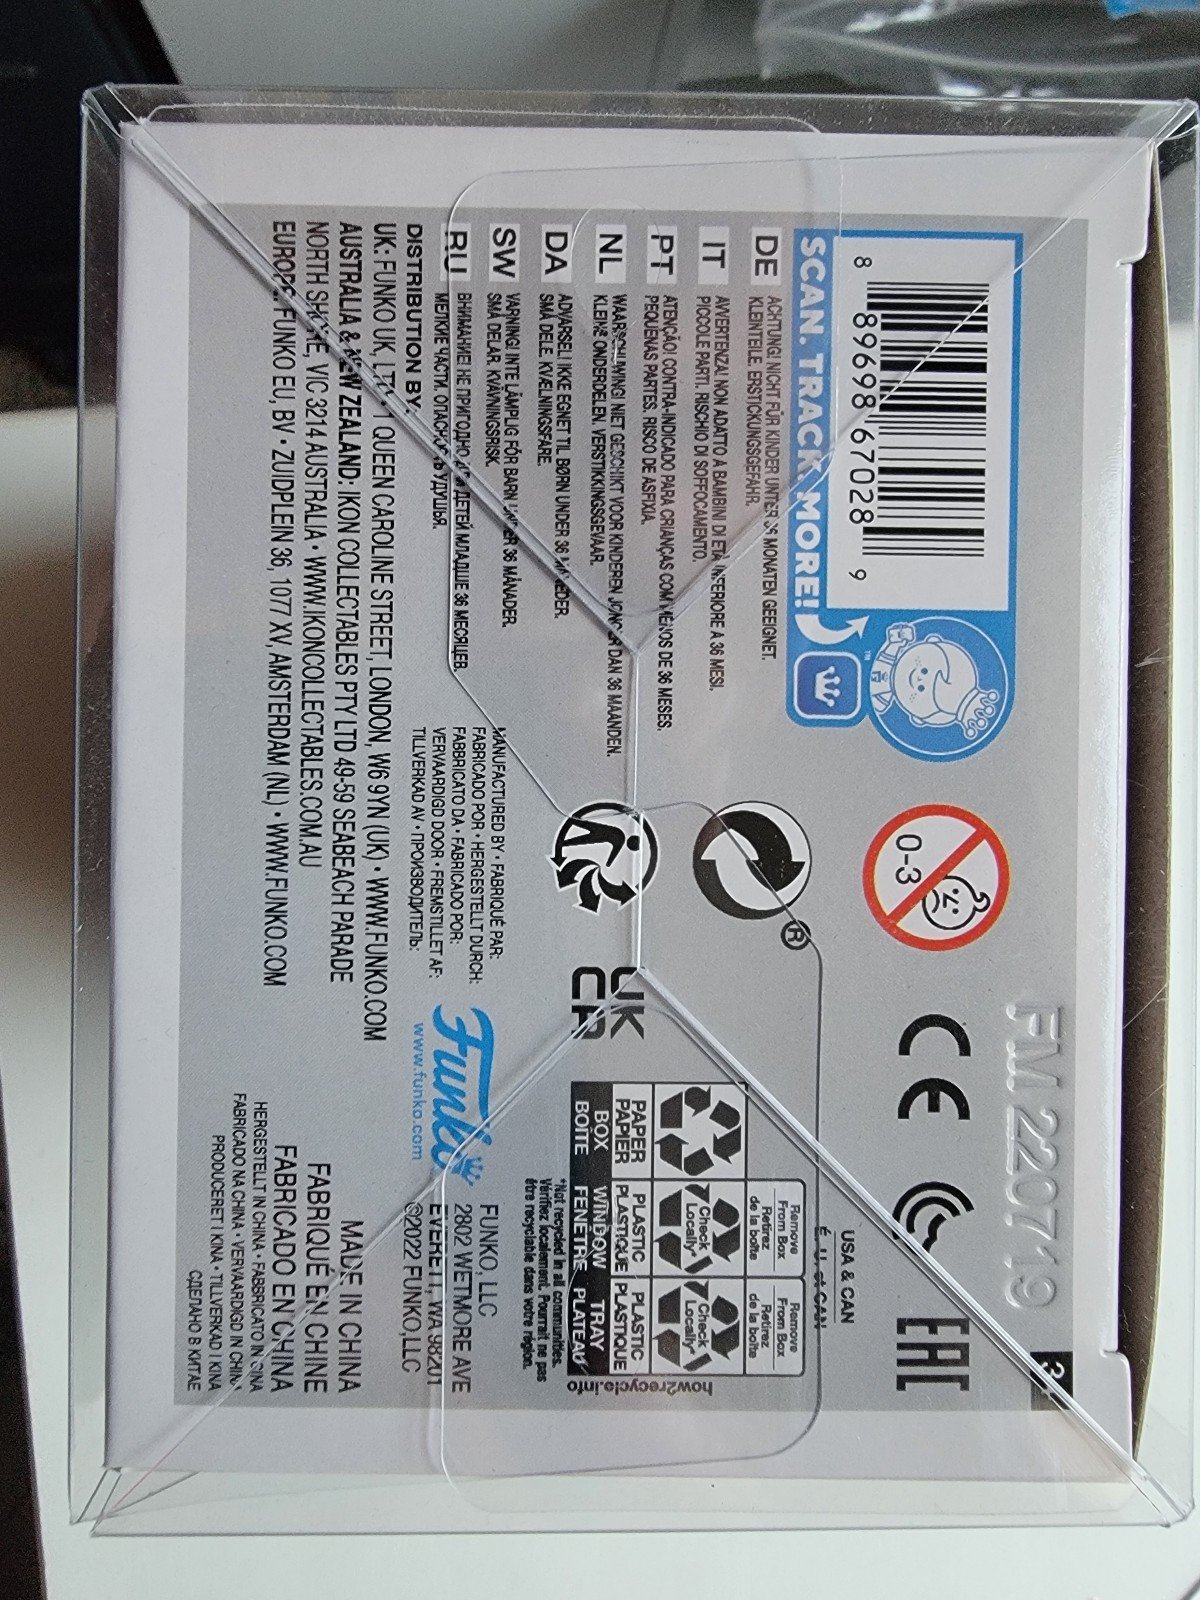 8 89698 67028 9
SCAN. TRACK. MORE!
TM
0-3
FM 220719
3
EAC
CE
DE ACHTUNG! NICHT FÜR KINDER UNTER 36 MONATEN GEEIGNET.
KLEINTEILE. ERSTICKUNGSGEFAHR.
IT AVVERTENZA! NON ADATTO A BAMBINI DI ETÀ INFERIORE A 36 MESI.
PICCOLE PARTI. RISCHIO DI SOFFOCAMENTO.
PT ATENÇÃO! CONTRA-INDICADO PARA CRIANÇAS COM MENOS DE 36 MESES.
PEQUENAS PARTES. RISCO DE ASFIXIA.
NL WAARSCHUWING! NIET GESCHIKT VOOR KINDEREN JONGER DAN 36 MAANDEN.
KLEINE ONDERDELEN. VERSTIKKINGSGEVAAR.
DA ADVARSEL! IKKE EGNET TIL BØRN UNDER 36 MÅNEDER.
SMÅ DELE. KVÆLNINGSFARE.
SW VARNING! INTE LÄMPLIG FÖR BARN UNDER 36 MÅNADER.
SMÅ DELAR. KVÄVNINGSRISK.
RU ВНИМАНИЕ! НЕ ПРИГОДНО ДЛЯ ДЕТЕЙ МЛАДШЕ 36 МЕСЯЦЕВ.
МЕЛКИЕ ЧАСТИ. ОПАСНОСТЬ УДУШЬЯ.
DISTRIBUTION BY:
UK: FUNKO UK, LTD. 1 QUEEN CAROLINE STREET, LONDON, W6 9YN (UK) • WWW.FUNKO.COM
AUSTRALIA & NEW ZEALAND: IKON COLLECTABLES PTY LTD 49-59 SEABEACH PARADE
NORTH SHORE, VIC 3214 AUSTRALIA • WWW.IKONCOLLECTABLES.COM.AU
EUROPE: FUNKO EU, BV • ZUIDPLEIN 36, 1077 XV, AMSTERDAM (NL) • WWW.FUNKO.COM
®
UK
CA
MANUFACTURED BY • FABRIQUÉ PAR:
FABRICADO POR • HERGESTELLT DURCH:
FABBRICATO DA • FABRICADO POR:
VERVAARDIGD DOOR • FREMSTILLET AF:
TILLVERKAD AV • ПРОИЗВОДИТЕЛЬ:
Funko
www.funko.com
USA & CAN
É.U. et CAN
Remove From Box
Retirez de la boîte
Remove From Box
Retirez de la boîte
Check Locally*
Check Locally*
PAPER PAPIER
PLASTIC PLASTIQUE
PLASTIC PLASTIQUE
BOX BOÎTE
WINDOW FENÊTRE
TRAY PLATEAU
how2recycle.info
*Not recycled in all communities.
Vérifiez localement. Pourrait ne pas
être recyclable dans votre région.
FUNKO, LLC
2802 WETMORE AVE
EVERETT, WA 98201
©2022 FUNKO,LLC
MADE IN CHINA
FABRIQUÉ EN CHINE
FABRICADO EN CHINA
HERGESTELLT IN CHINA • FABBRICATO IN CINA
FABRICADO NA CHINA • VERVAARDIGD IN CHINA
PRODUCERET I KINA • TILLVERKAD I KINA
СДЕЛАНО В КИТАЕ